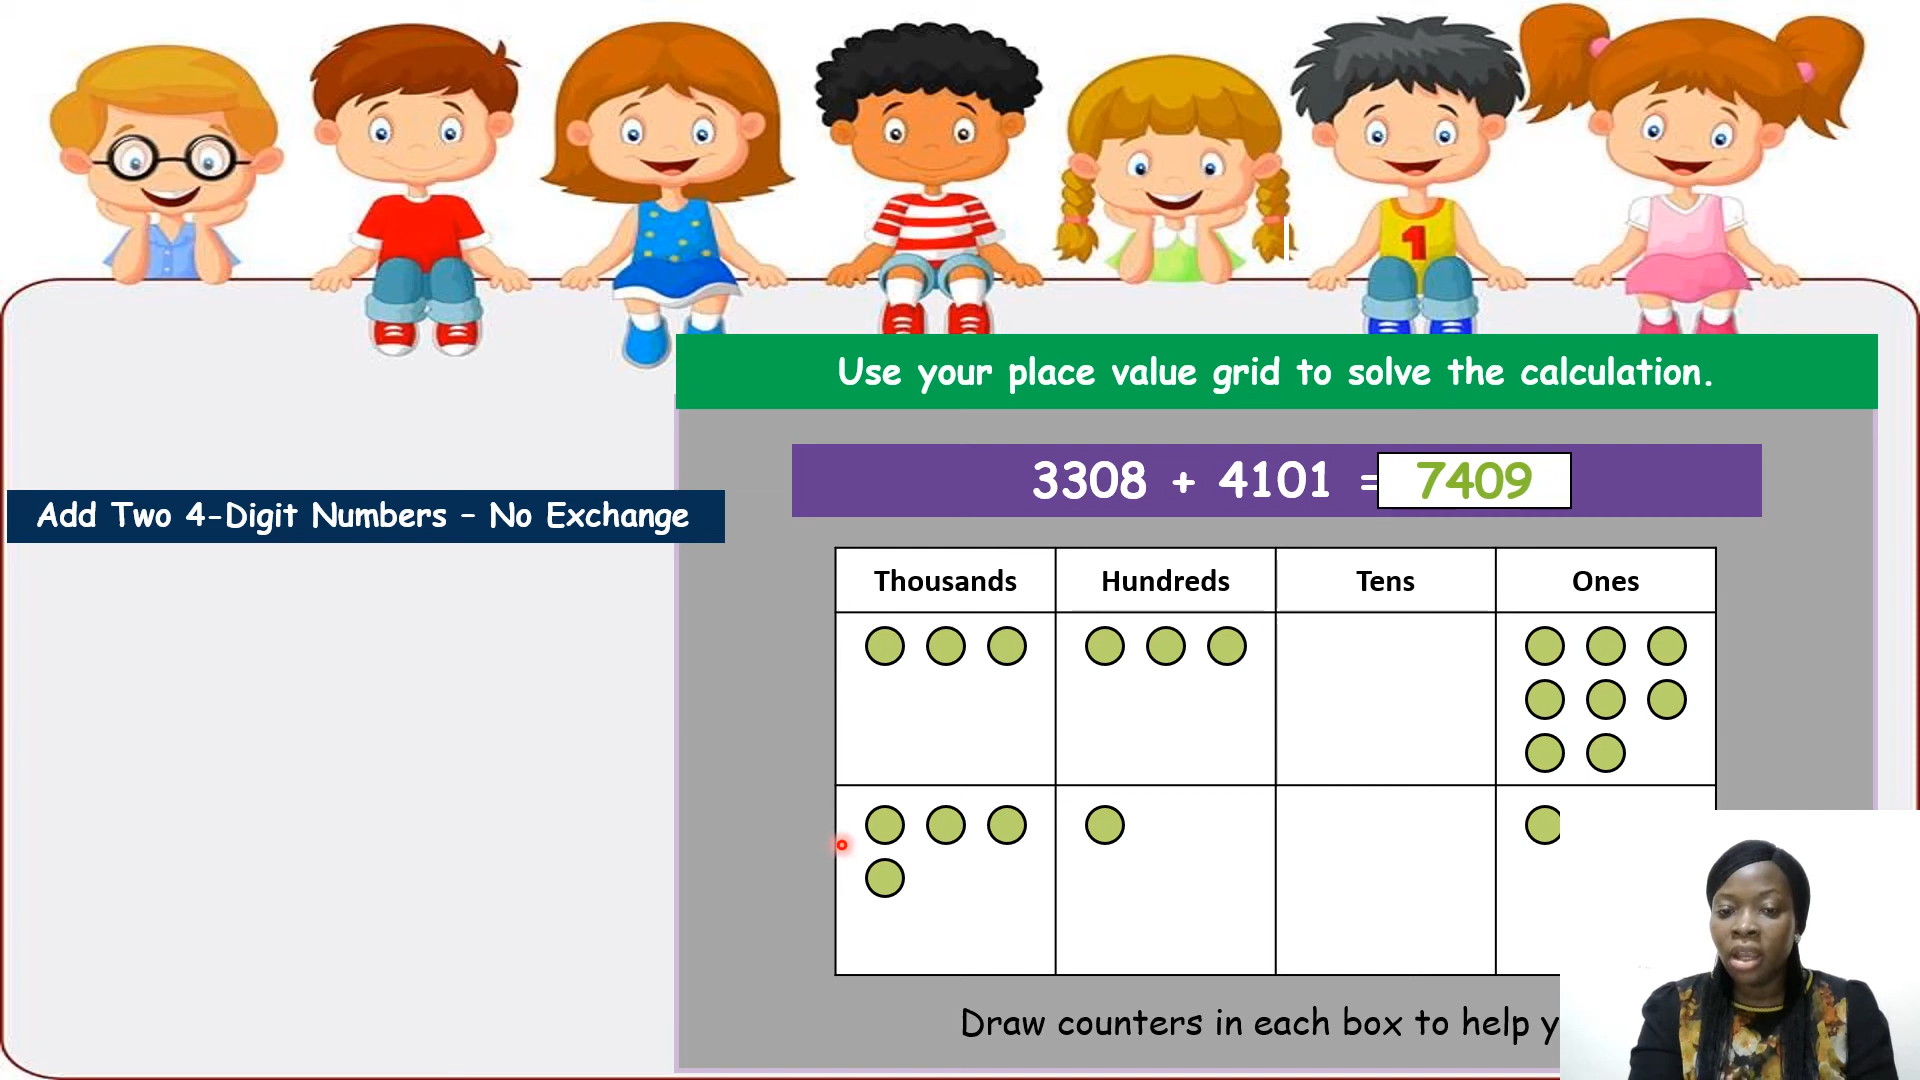 1
Use your place value grid to solve the calculation.
3308 + 4101 = 7409
Add Two 4-Digit Numbers – No Exchange
Thousands Hundreds Tens Ones
Draw counters in each box to help